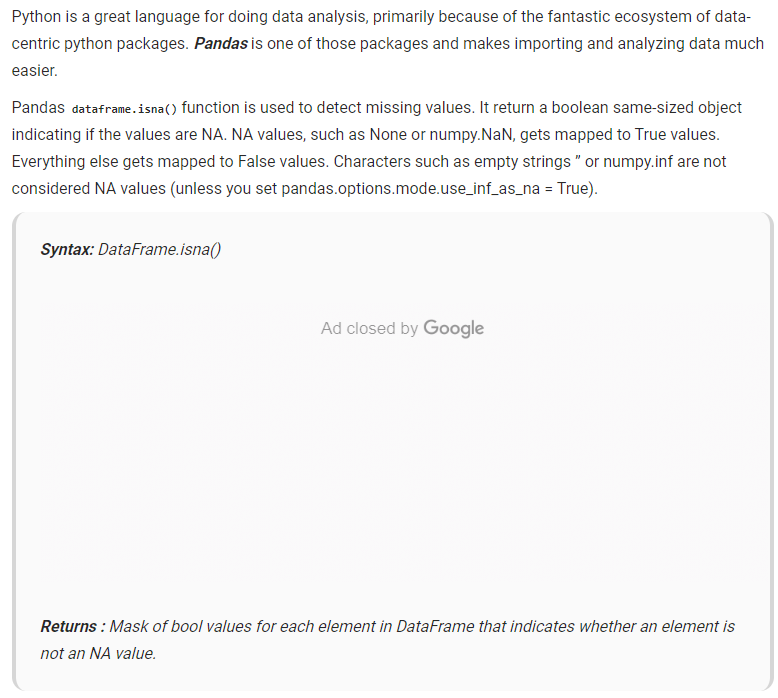 Python is a great language for doing data analysis, primarily because of the fantastic ecosystem of data-
centric python packages. Pandas is one of those packages and makes importing and analyzing data much
easier.
Pandas dataframe.isna() function is used to detect missing values. It return a boolean same-sized object
indicating if the values are NA. NA values, such as None or numpy.NaN, gets mapped to True values.
Everything else gets mapped to False values. Characters such as empty strings ” or numpy.inf are not
considered NA values (unless you set pandas.options.mode.use_inf_as_na = True).
Syntax: DataFrame.isna()
Ad closed by Google
Returns : Mask of bool values for each element in DataFrame that indicates whether an element is
not an NA value.